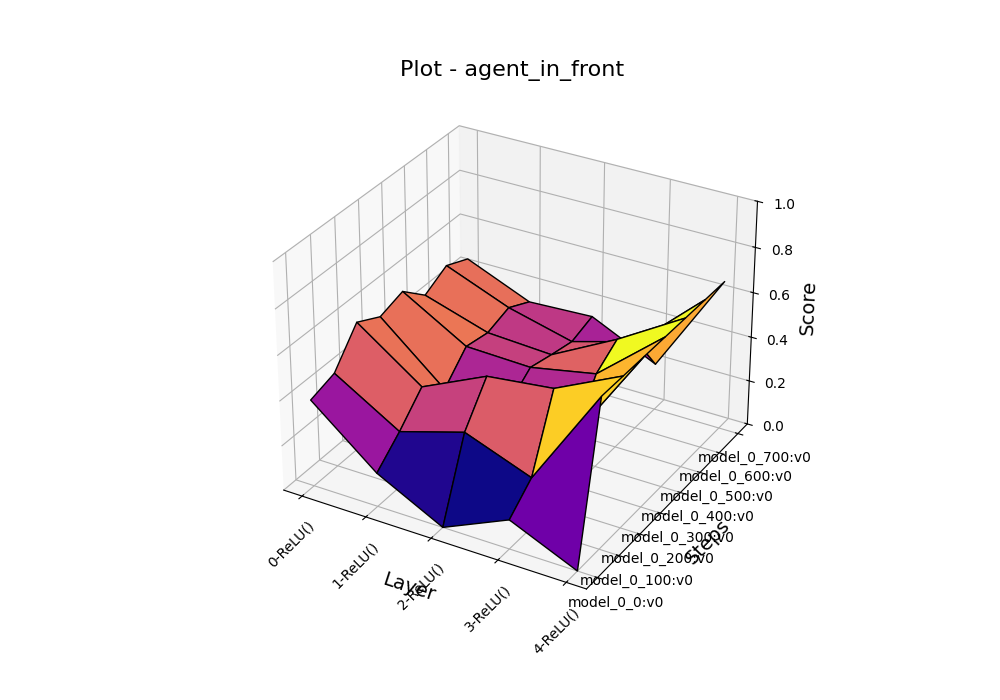 Plot - agent_in_front
1.0
0.8
Score
0.6
0.4
0.2
0.0
model_0_700:v0
model_0_600:v0
model_0_500:v0
model_0_400:v0
model_0_300:v0
Steps
model_0_200:v0
model_0_100:v0
model_0_0:v0
0-ReLU()
1-ReLU()
Layer
2-ReLU()
3-ReLU()
4-ReLU()